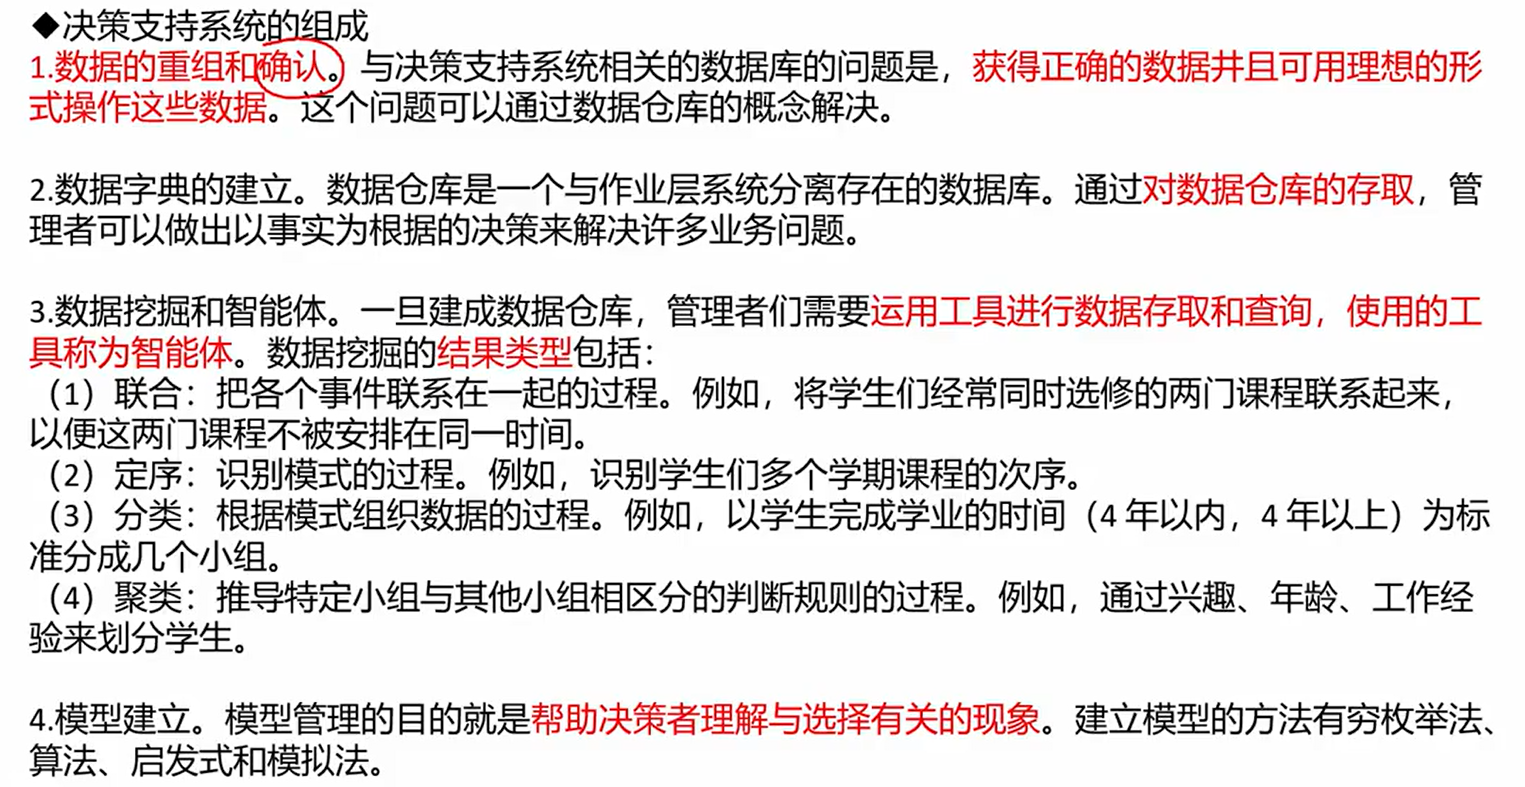 ◆决策支持系统的组成
1.数据的重组和确认。与决策支持系统相关的数据库的问题是，获得正确的数据并且可用理想的形
式操作这些数据。这个问题可以通过数据仓库的概念解决。
2.数据字典的建立。数据仓库是一个与作业层系统分离存在的数据库。通过对数据仓库的存取，管
理者可以做出以事实为根据的决策来解决许多业务问题。
3.数据挖掘和智能体。一旦建成数据仓库，管理者们需要运用工具进行数据存取和查询，使用的工
具称为智能体。数据挖掘的结果类型包括：
（1）联合：把各个事件联系在一起的过程。例如，将学生们经常同时选修的两门课程联系起来，
以便这两门课程不被安排在同一时间。
（2）定序：识别模式的过程。例如，识别学生们多个学期课程的次序。
（3）分类：根据模式组织数据的过程。例如，以学生完成学业的时间（4 年以内，4 年以上）为标
准分成几个小组。
（4）聚类：推导特定小组与其他小组相区分的判断规则的过程。例如，通过兴趣、年龄、工作经
验来划分学生。
4.模型建立。模型管理的目的就是帮助决策者理解与选择有关的现象。建立模型的方法有穷枚举法、
算法、启发式和模拟法。